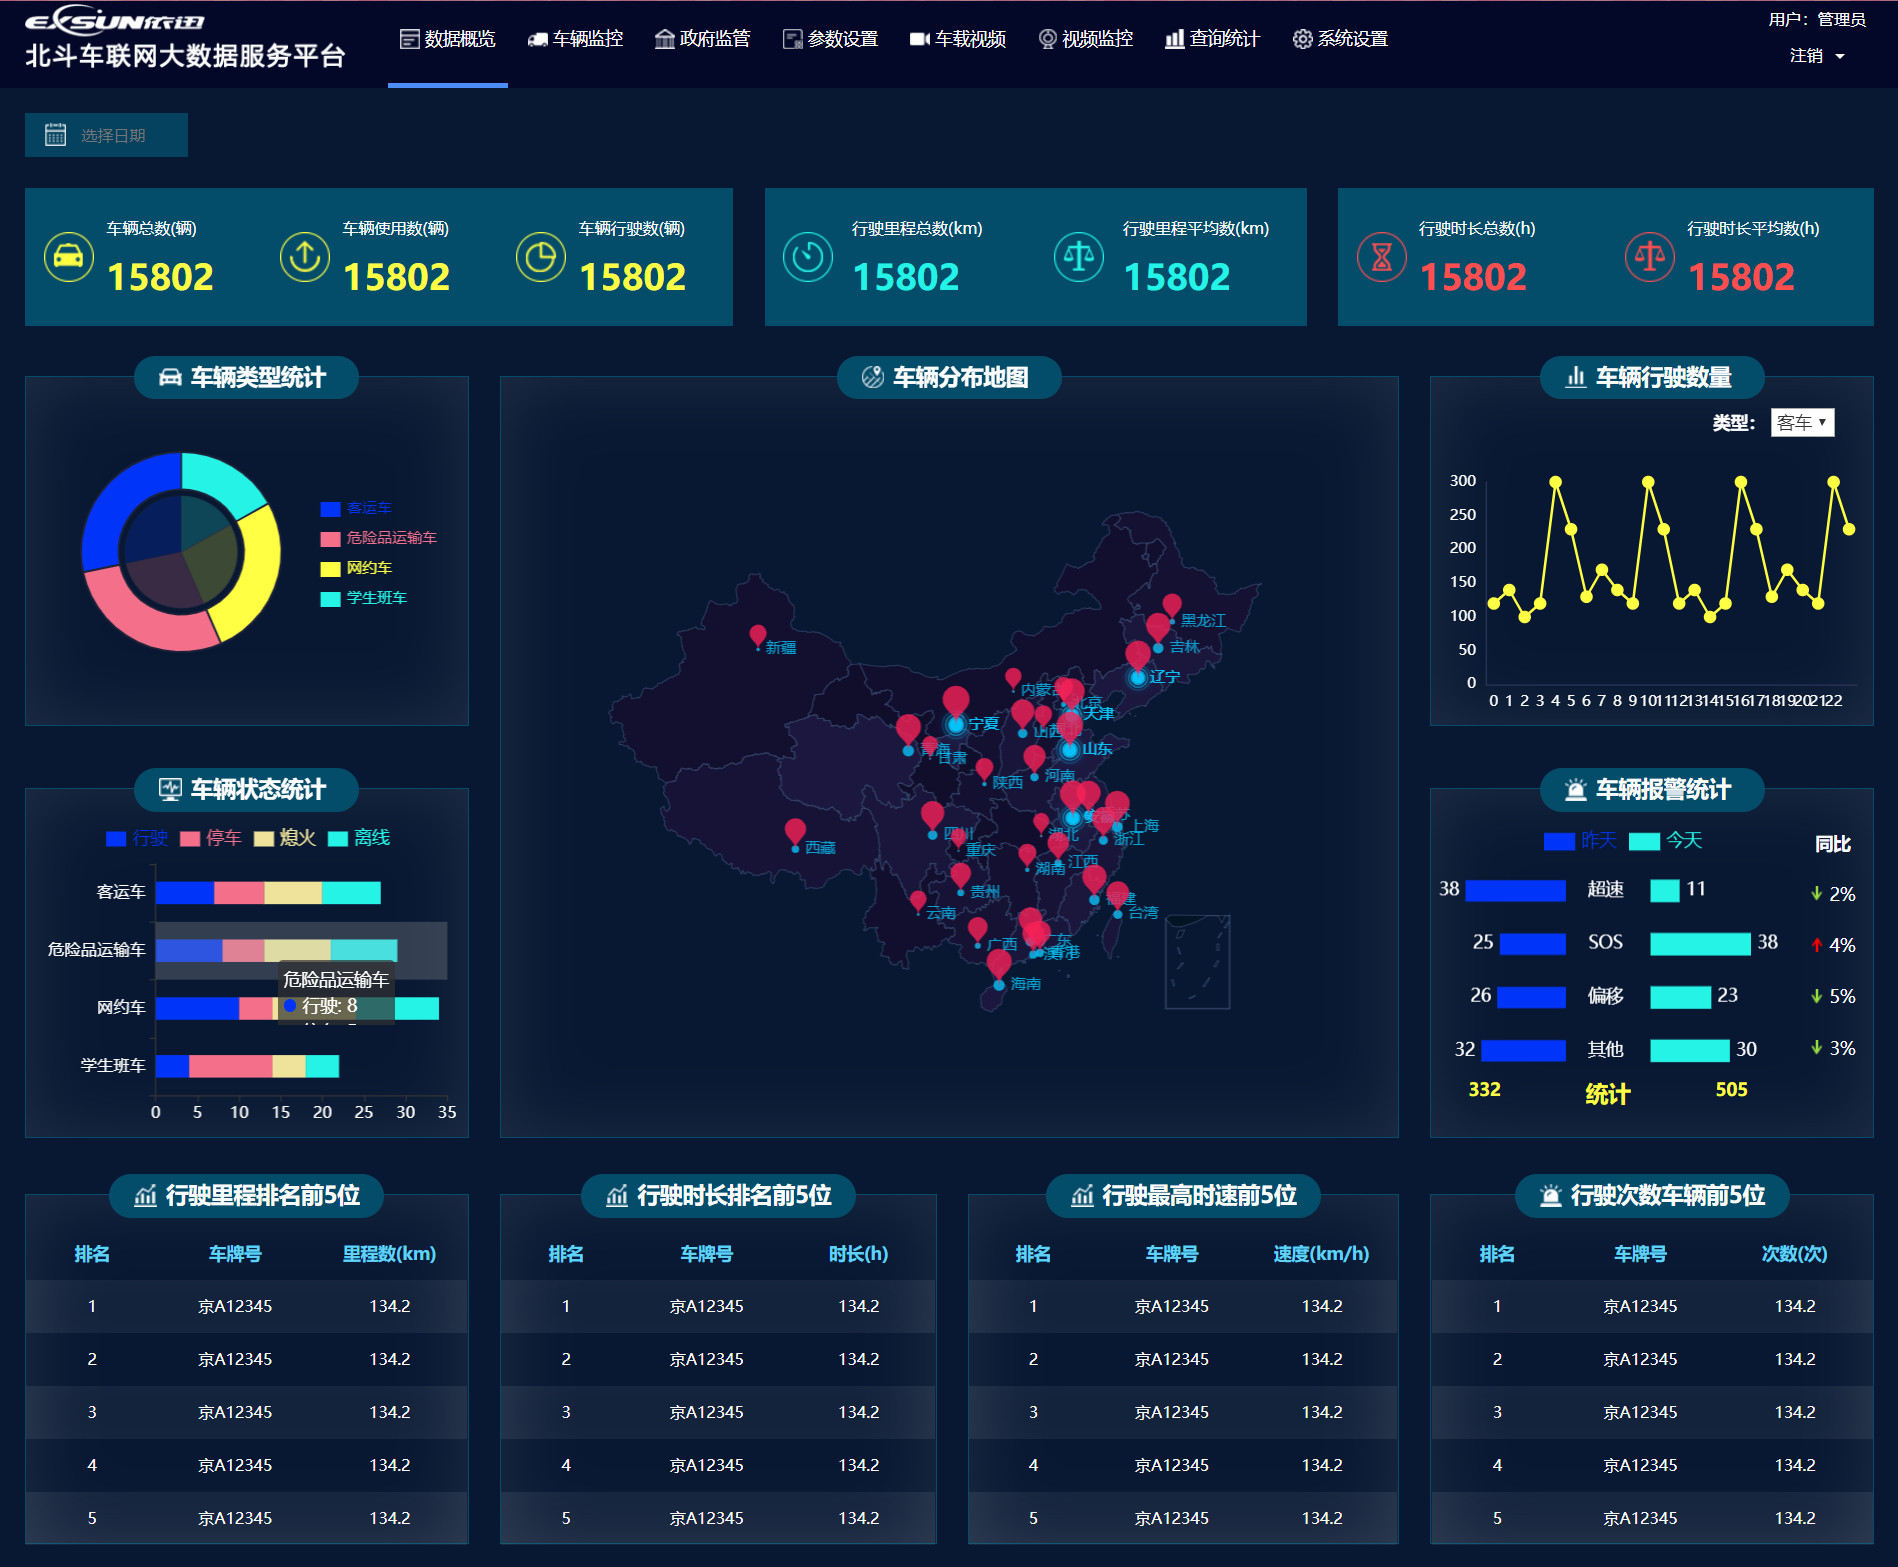 EXSUN依迅
北斗车联网大数据服务平台
数据概览 车辆监控 政府监管 参数设置 车载视频 视频监控 查询统计 系统设置
用户：管理员
注销
选择日期
车辆总数(辆) 车辆使用数(辆) 车辆行驶数(辆) 行驶里程总数(km) 行驶里程平均数(km) 行驶时长总数(h) 行驶时长平均数(h)
15802 15802 15802 15802 15802 15802 15802
车辆类型统计
客运车
危险品运输车
网约车
学生班车
车辆状态统计
行驶 停车 熄火 离线
客运车
危险品运输车
网约车
学生班车
危险品运输车
行驶: 8
0 5 10 15 20 25 30 35
车辆分布地图
黑龙江
新疆
吉林
辽宁
内蒙古
北京
天津
宁夏
山西
山东
青海
甘肃
河南
陕西
上海
四川
湖北
浙江
西藏
重庆
江西
湖南
贵州
福建
云南
台湾
广西
香港
海南
车辆行驶数量
类型： 客车
300
250
200
150
100
50
0
0 1 2 3 4 5 6 7 8 9 10 11 12 13 14 15 16 17 18 19 20 21 22
车辆报警统计
昨天 今天 同比
38 超速 11 2%
25 SOS 38 4%
26 偏移 23 5%
32 其他 30 3%
332 统计 505
行驶里程排名前5位
排名 车牌号 里程数(km)
1 京A12345 134.2
2 京A12345 134.2
3 京A12345 134.2
4 京A12345 134.2
5 京A12345 134.2
行驶时长排名前5位
排名 车牌号 时长(h)
1 京A12345 134.2
2 京A12345 134.2
3 京A12345 134.2
4 京A12345 134.2
5 京A12345 134.2
行驶最高时速前5位
排名 车牌号 速度(km/h)
1 京A12345 134.2
2 京A12345 134.2
3 京A12345 134.2
4 京A12345 134.2
5 京A12345 134.2
行驶次数车辆前5位
排名 车牌号 次数(次)
1 京A12345 134.2
2 京A12345 134.2
3 京A12345 134.2
4 京A12345 134.2
5 京A12345 134.2